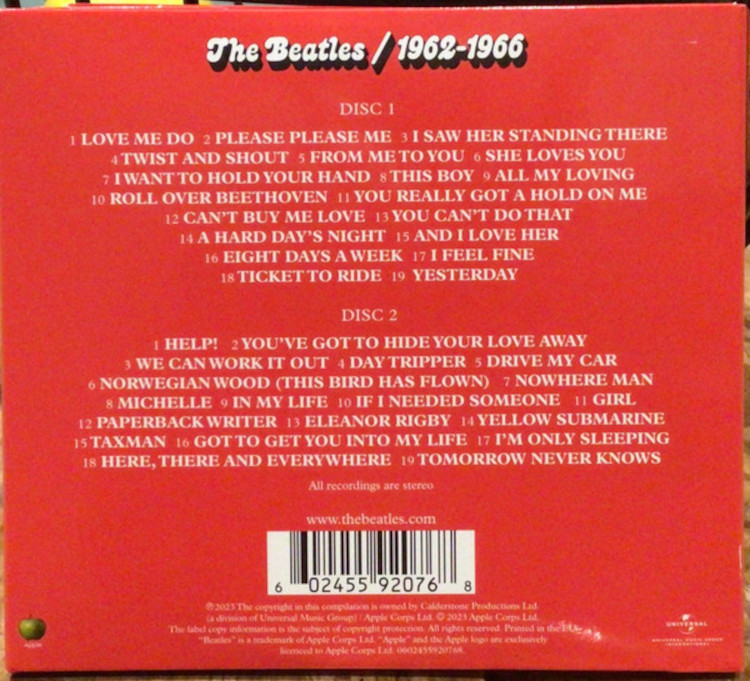 The Beatles / 1962-1966
DISC 1
1 LOVE ME DO 2 PLEASE PLEASE ME 3 I SAW HER STANDING THERE
4 TWIST AND SHOUT 5 FROM ME TO YOU 6 SHE LOVES YOU
7 I WANT TO HOLD YOUR HAND 8 THIS BOY 9 ALL MY LOVING
10 ROLL OVER BEETHOVEN 11 YOU REALLY GOT A HOLD ON ME
12 CAN'T BUY ME LOVE 13 YOU CAN'T DO THAT
14 A HARD DAY'S NIGHT 15 AND I LOVE HER
16 EIGHT DAYS A WEEK 17 I FEEL FINE
18 TICKET TO RIDE 19 YESTERDAY
DISC 2
1 HELP! 2 YOU'VE GOT TO HIDE YOUR LOVE AWAY
3 WE CAN WORK IT OUT 4 DAY TRIPPER 5 DRIVE MY CAR
6 NORWEGIAN WOOD (THIS BIRD HAS FLOWN) 7 NOWHERE MAN
8 MICHELLE 9 IN MY LIFE 10 IF I NEEDED SOMEONE 11 GIRL
12 PAPERBACK WRITER 13 ELEANOR RIGBY 14 YELLOW SUBMARINE
15 TAXMAN 16 GOT TO GET YOU INTO MY LIFE 17 I'M ONLY SLEEPING
18 HERE, THERE AND EVERYWHERE 19 TOMORROW NEVER KNOWS
All recordings are stereo
www.thebeatles.com
6 02455 92076 8
℗2023 The copyright in this compilation is owned by Calderstone Productions Ltd.
(a division of Universal Music Group) / Apple Corps Ltd. © 2023 Apple Corps Ltd.
The label copy information is the subject of copyright protection. All rights reserved. Printed in the E.U.
"Beatles" is a trademark of Apple Corps Ltd. "Apple" and the Apple logo are exclusively
licenced to Apple Corps Ltd. 0602455920768.
Apple
UNIVERSAL
UNIVERSAL MUSIC GROUP
INTERNATIONAL